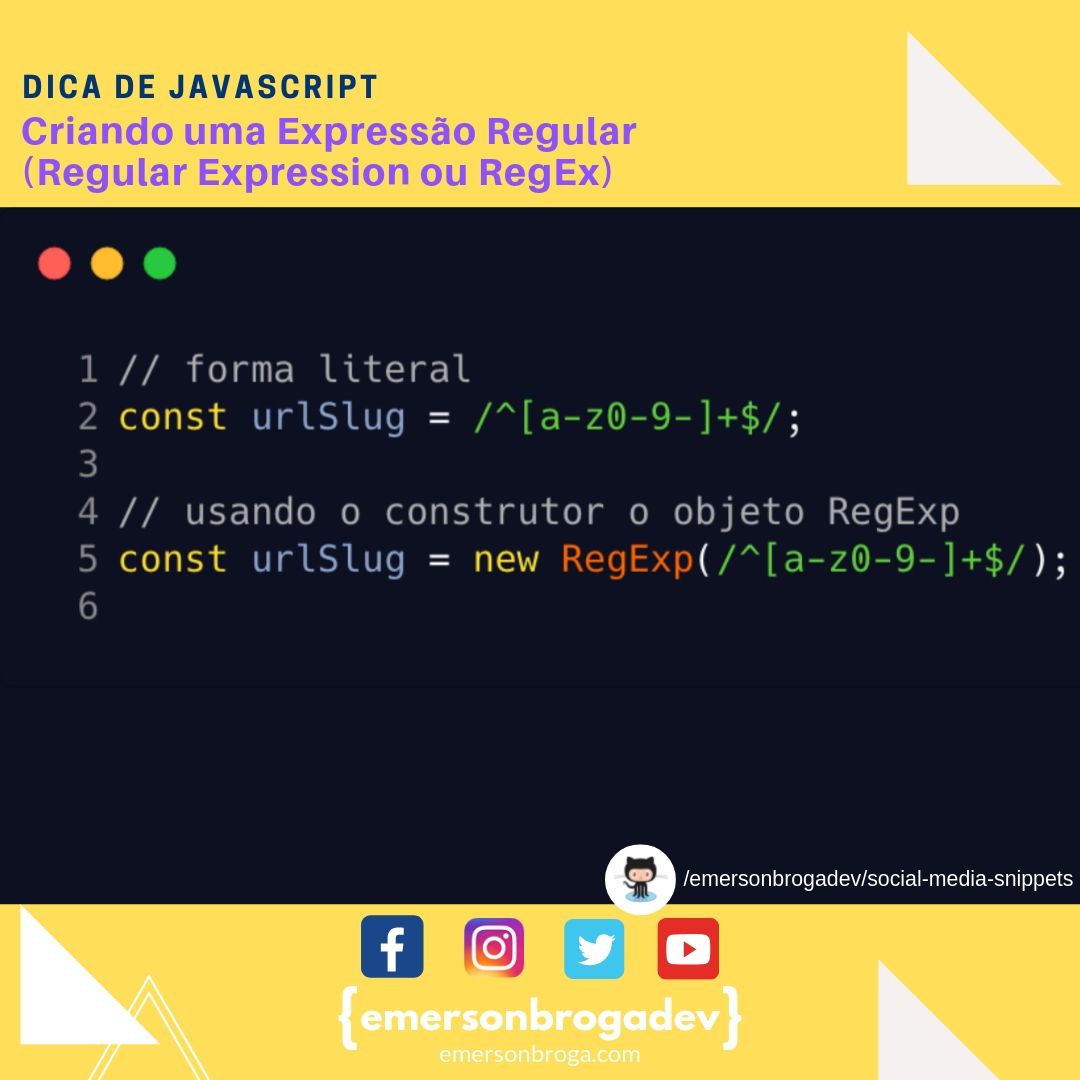 DICA DE JAVASCRIPT
Criando uma Expressão Regular
(Regular Expression ou RegEx)
1 // forma literal
2 const urlSlug = /^[a-z0-9-]+$/;
3
4 // usando o construtor o objeto RegExp
5 const urlSlug = new RegExp(/^[a-z0-9-]+$/);
6
/emersonbrogadev/social-media-snippets
{emersonbrogadev}
emersonbroga.com